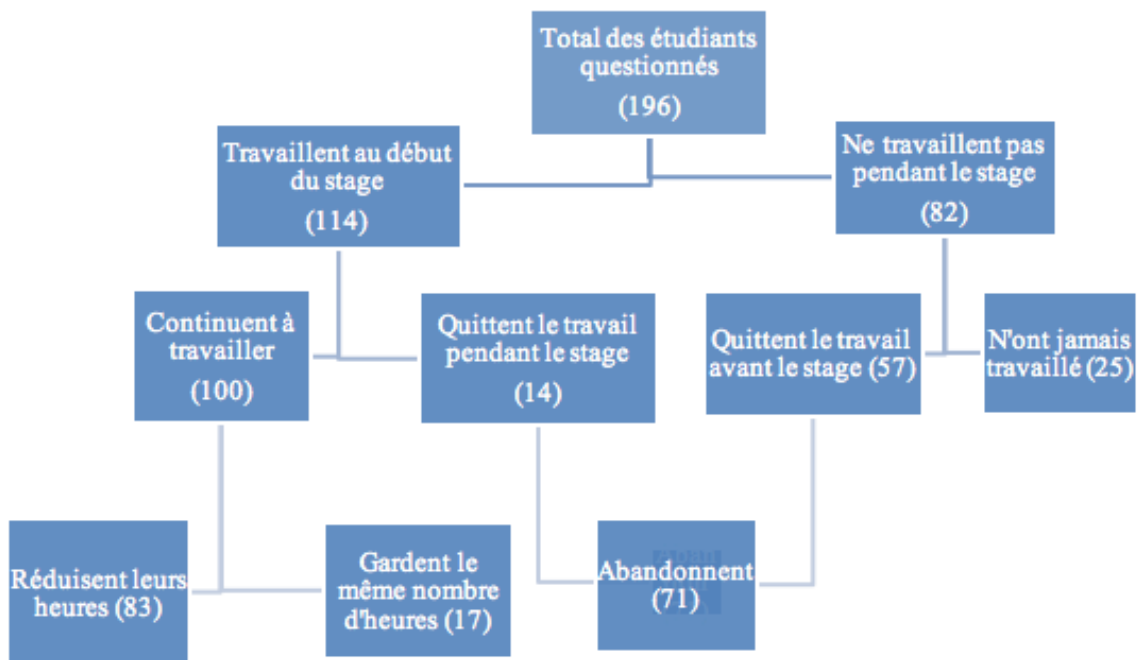 Total des étudiants
questionnés
(196)
Travaillent au début
du stage
(114)
Ne travaillent pas
pendant le stage
(82)
Continuent à
travailler
(100)
Quittent le travail
pendant le stage
(14)
Quittent le travail
avant le stage (57)
N'ont jamais
travaillé (25)
Réduisent leurs
heures (83)
Gardent le
même nombre
d'heures (17)
Abandonnent
(71)